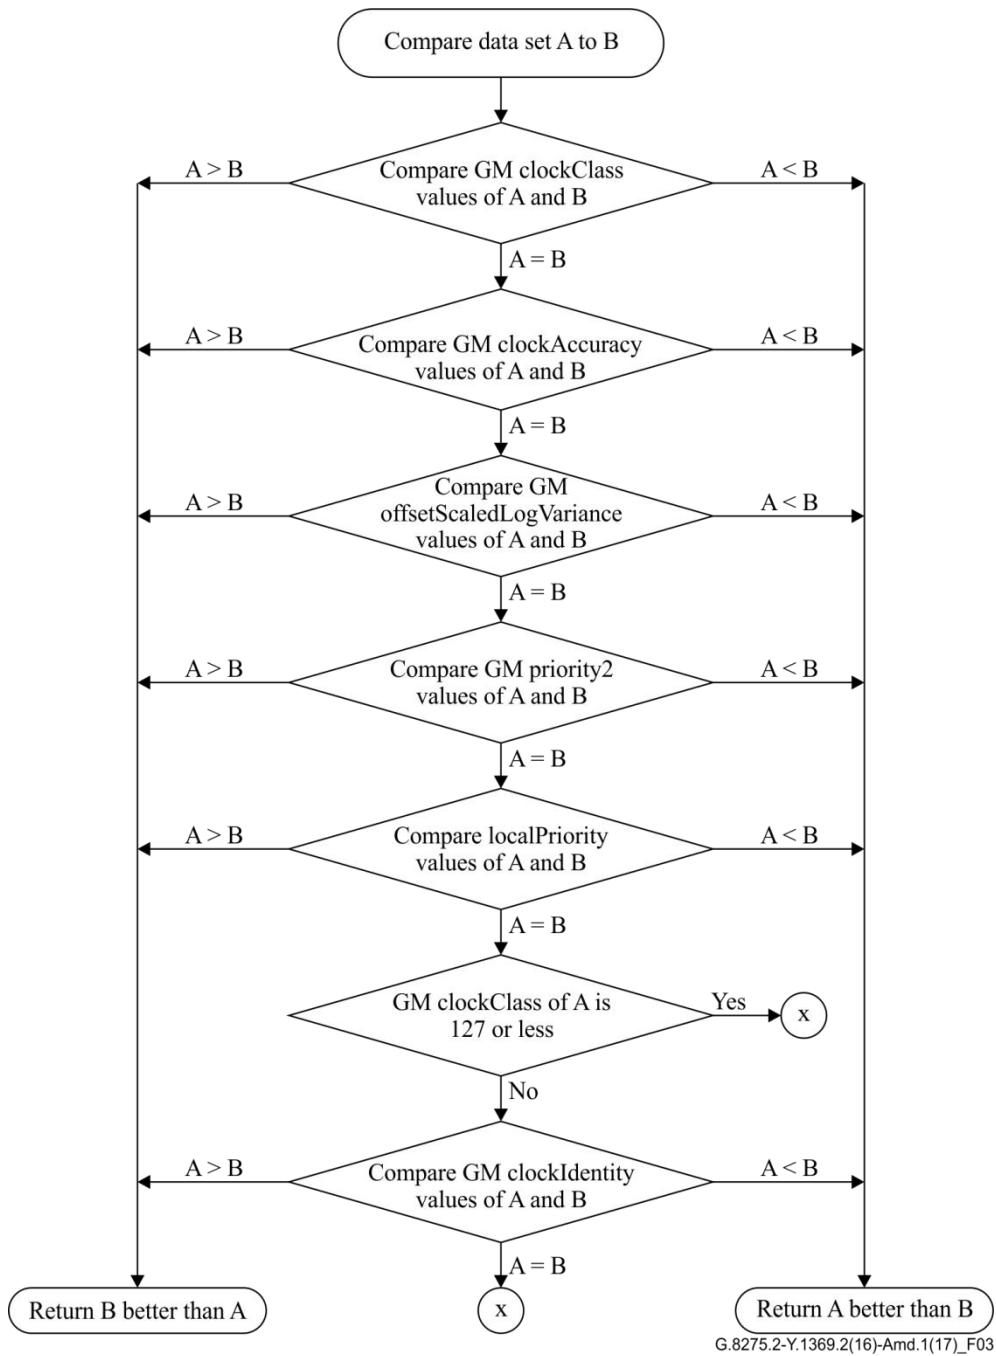 Compare data set A to B
Compare GM clockClass
values of A and B
A > B
A < B
A = B
Compare GM clockAccuracy
values of A and B
A > B
A < B
A = B
Compare GM
offsetScaledLogVariance
values of A and B
A > B
A < B
A = B
Compare GM priority2
values of A and B
A > B
A < B
A = B
Compare localPriority
values of A and B
A > B
A < B
A = B
GM clockClass of A is
127 or less
Yes
x
No
Compare GM clockIdentity
values of A and B
A > B
A < B
A = B
Return B better than A
x
Return A better than B
G.8275.2-Y.1369.2(16)-Amd.1(17)_F03